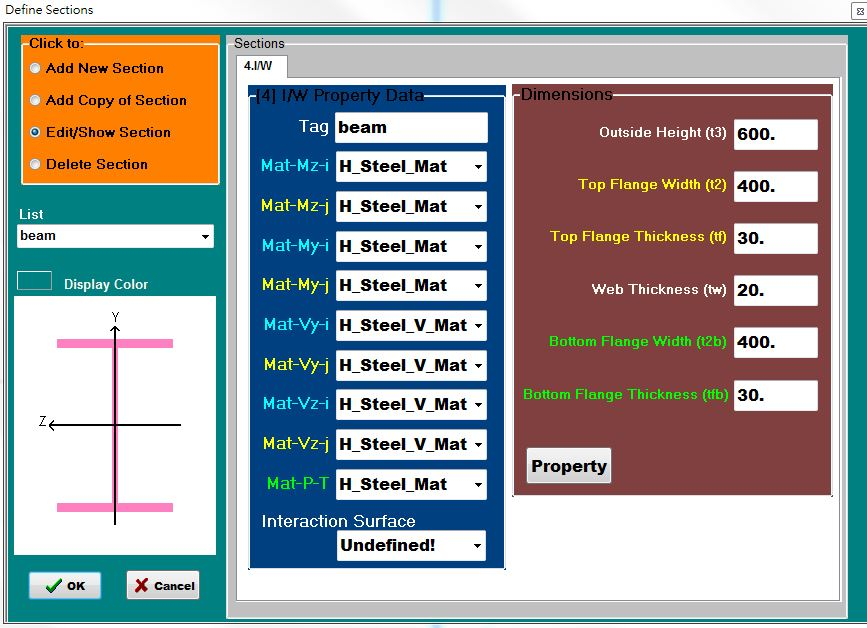 Define Sections
Click to:
Add New Section
Add Copy of Section
Edit/Show Section
Delete Section
List
beam
Display Color
Y
Z
OK
Cancel
Sections
4.I/W
[4] I/W Property Data
Tag beam
Mat-Mz-i H_Steel_Mat
Mat-Mz-j H_Steel_Mat
Mat-My-i H_Steel_Mat
Mat-My-j H_Steel_Mat
Mat-Vy-i H_Steel_V_Mat
Mat-Vy-j H_Steel_V_Mat
Mat-Vz-i H_Steel_V_Mat
Mat-Vz-j H_Steel_V_Mat
Mat-P-T H_Steel_Mat
Interaction Surface
Undefined!
Dimensions
Outside Height (t3) 600.
Top Flange Width (t2) 400.
Top Flange Thickness (tf) 30.
Web Thickness (tw) 20.
Bottom Flange Width (t2b) 400.
Bottom Flange Thickness (tfb) 30.
Property